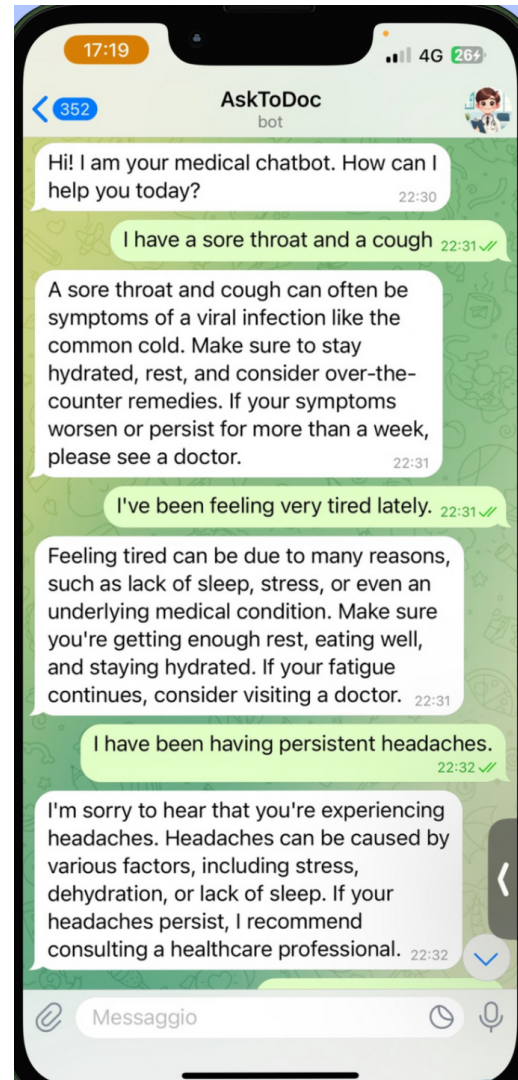 17:19
4G 26
352
AskToDoc
bot
Hi! I am your medical chatbot. How can I
help you today?
22:30
I have a sore throat and a cough 22:31
A sore throat and cough can often be
symptoms of a viral infection like the
common cold. Make sure to stay
hydrated, rest, and consider over-the-
counter remedies. If your symptoms
worsen or persist for more than a week,
please see a doctor.
22:31
I've been feeling very tired lately. 22:31
Feeling tired can be due to many reasons,
such as lack of sleep, stress, or even an
underlying medical condition. Make sure
you're getting enough rest, eating well,
and staying hydrated. If your fatigue
continues, consider visiting a doctor. 22:31
I have been having persistent headaches.
22:32
I'm sorry to hear that you're experiencing
headaches. Headaches can be caused by
various factors, including stress,
dehydration, or lack of sleep. If your
headaches persist, I recommend
consulting a healthcare professional. 22:32
Messaggio